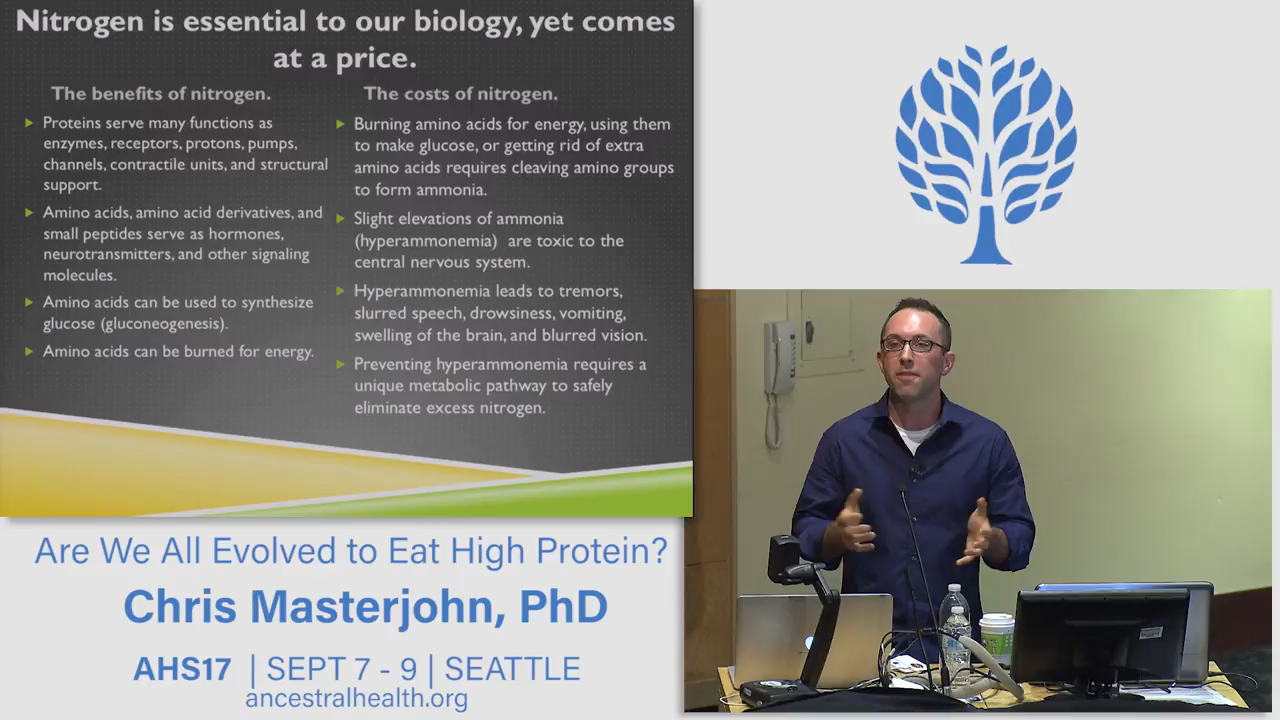 Nitrogen is essential to our biology, yet comes
at a price.
The benefits of nitrogen.
Proteins serve many functions as
enzymes, receptors, protons, pumps,
channels, contractile units, and structural
support.
Amino acids, amino acid derivatives, and
small peptides serve as hormones,
neurotransmitters, and other signaling
molecules.
Amino acids can be used to synthesize
glucose (gluconeogenesis).
Amino acids can be burned for energy.
The costs of nitrogen.
Burning amino acids for energy, using them
to make glucose, or getting rid of extra
amino acids requires cleaving amino groups
to form ammonia.
Slight elevations of ammonia
(hyperammonemia) are toxic to the
central nervous system.
Hyperammonemia leads to tremors,
slurred speech, drowsiness, vomiting,
swelling of the brain, and blurred vision.
Preventing hyperammonemia requires a
unique metabolic pathway to safely
eliminate excess nitrogen.
Are We All Evolved to Eat High Protein?
Chris Masterjohn, PhD
AHS17 | SEPT 7 - 9 | SEATTLE
ancestralhealth.org